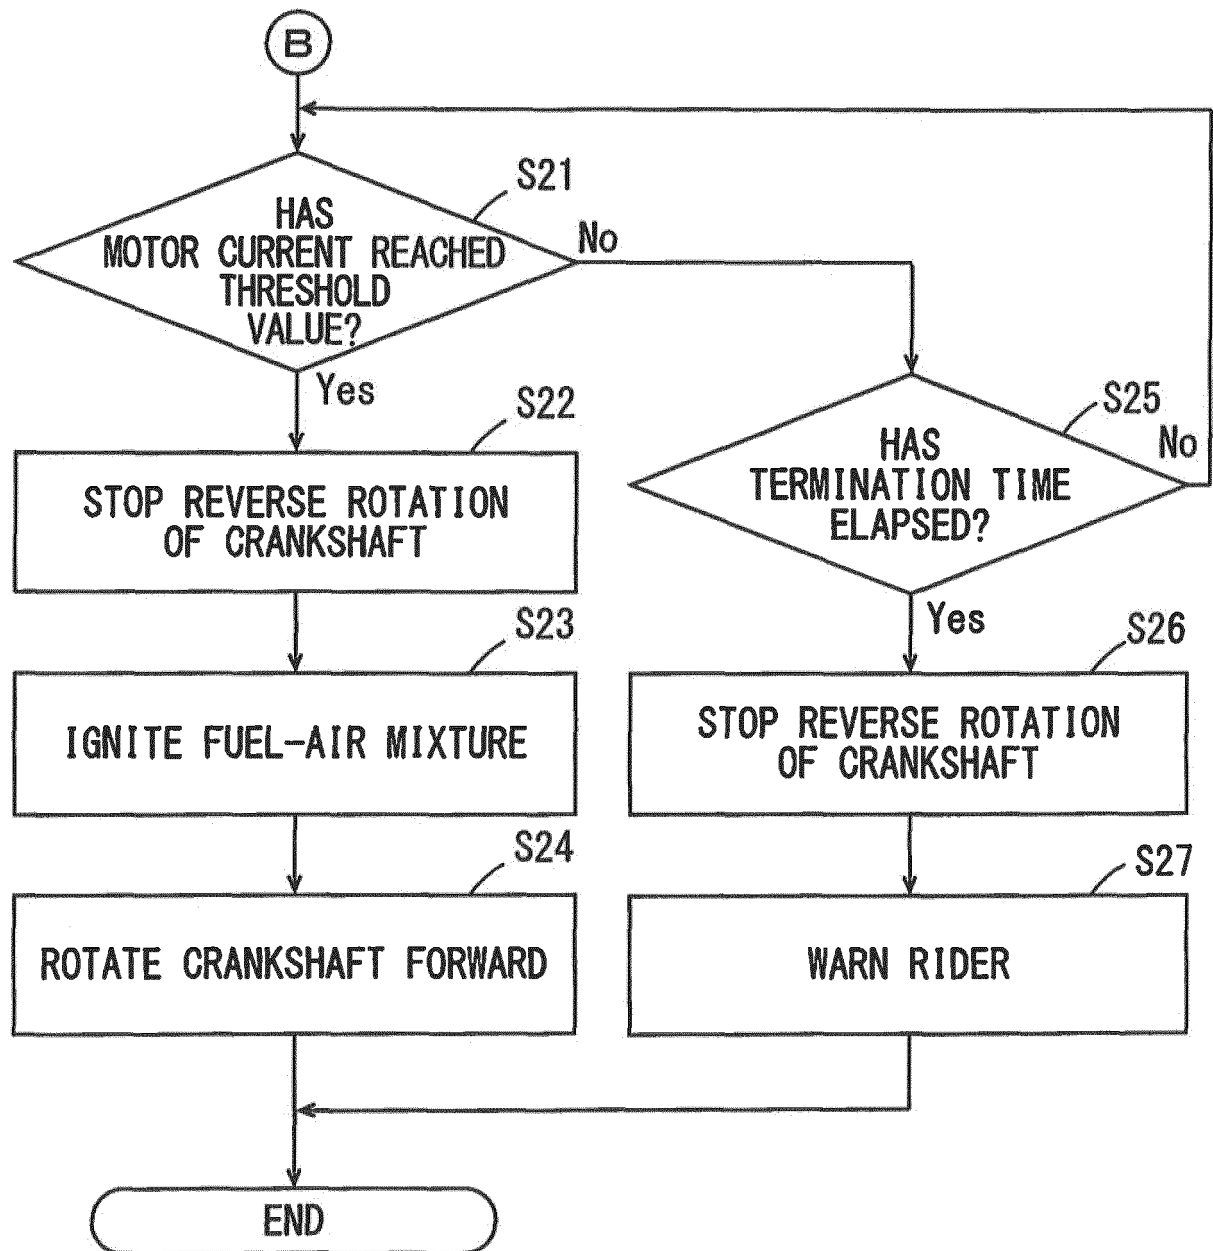 B
S21
HAS
MOTOR CURRENT REACHED
THRESHOLD
VALUE?
No
Yes
S22
STOP REVERSE ROTATION
OF CRANKSHAFT
S23
IGNITE FUEL-AIR MIXTURE
S24
ROTATE CRANKSHAFT FORWARD
S25
HAS
TERMINATION TIME
ELAPSED?
No
Yes
S26
STOP REVERSE ROTATION
OF CRANKSHAFT
S27
WARN RIDER
END